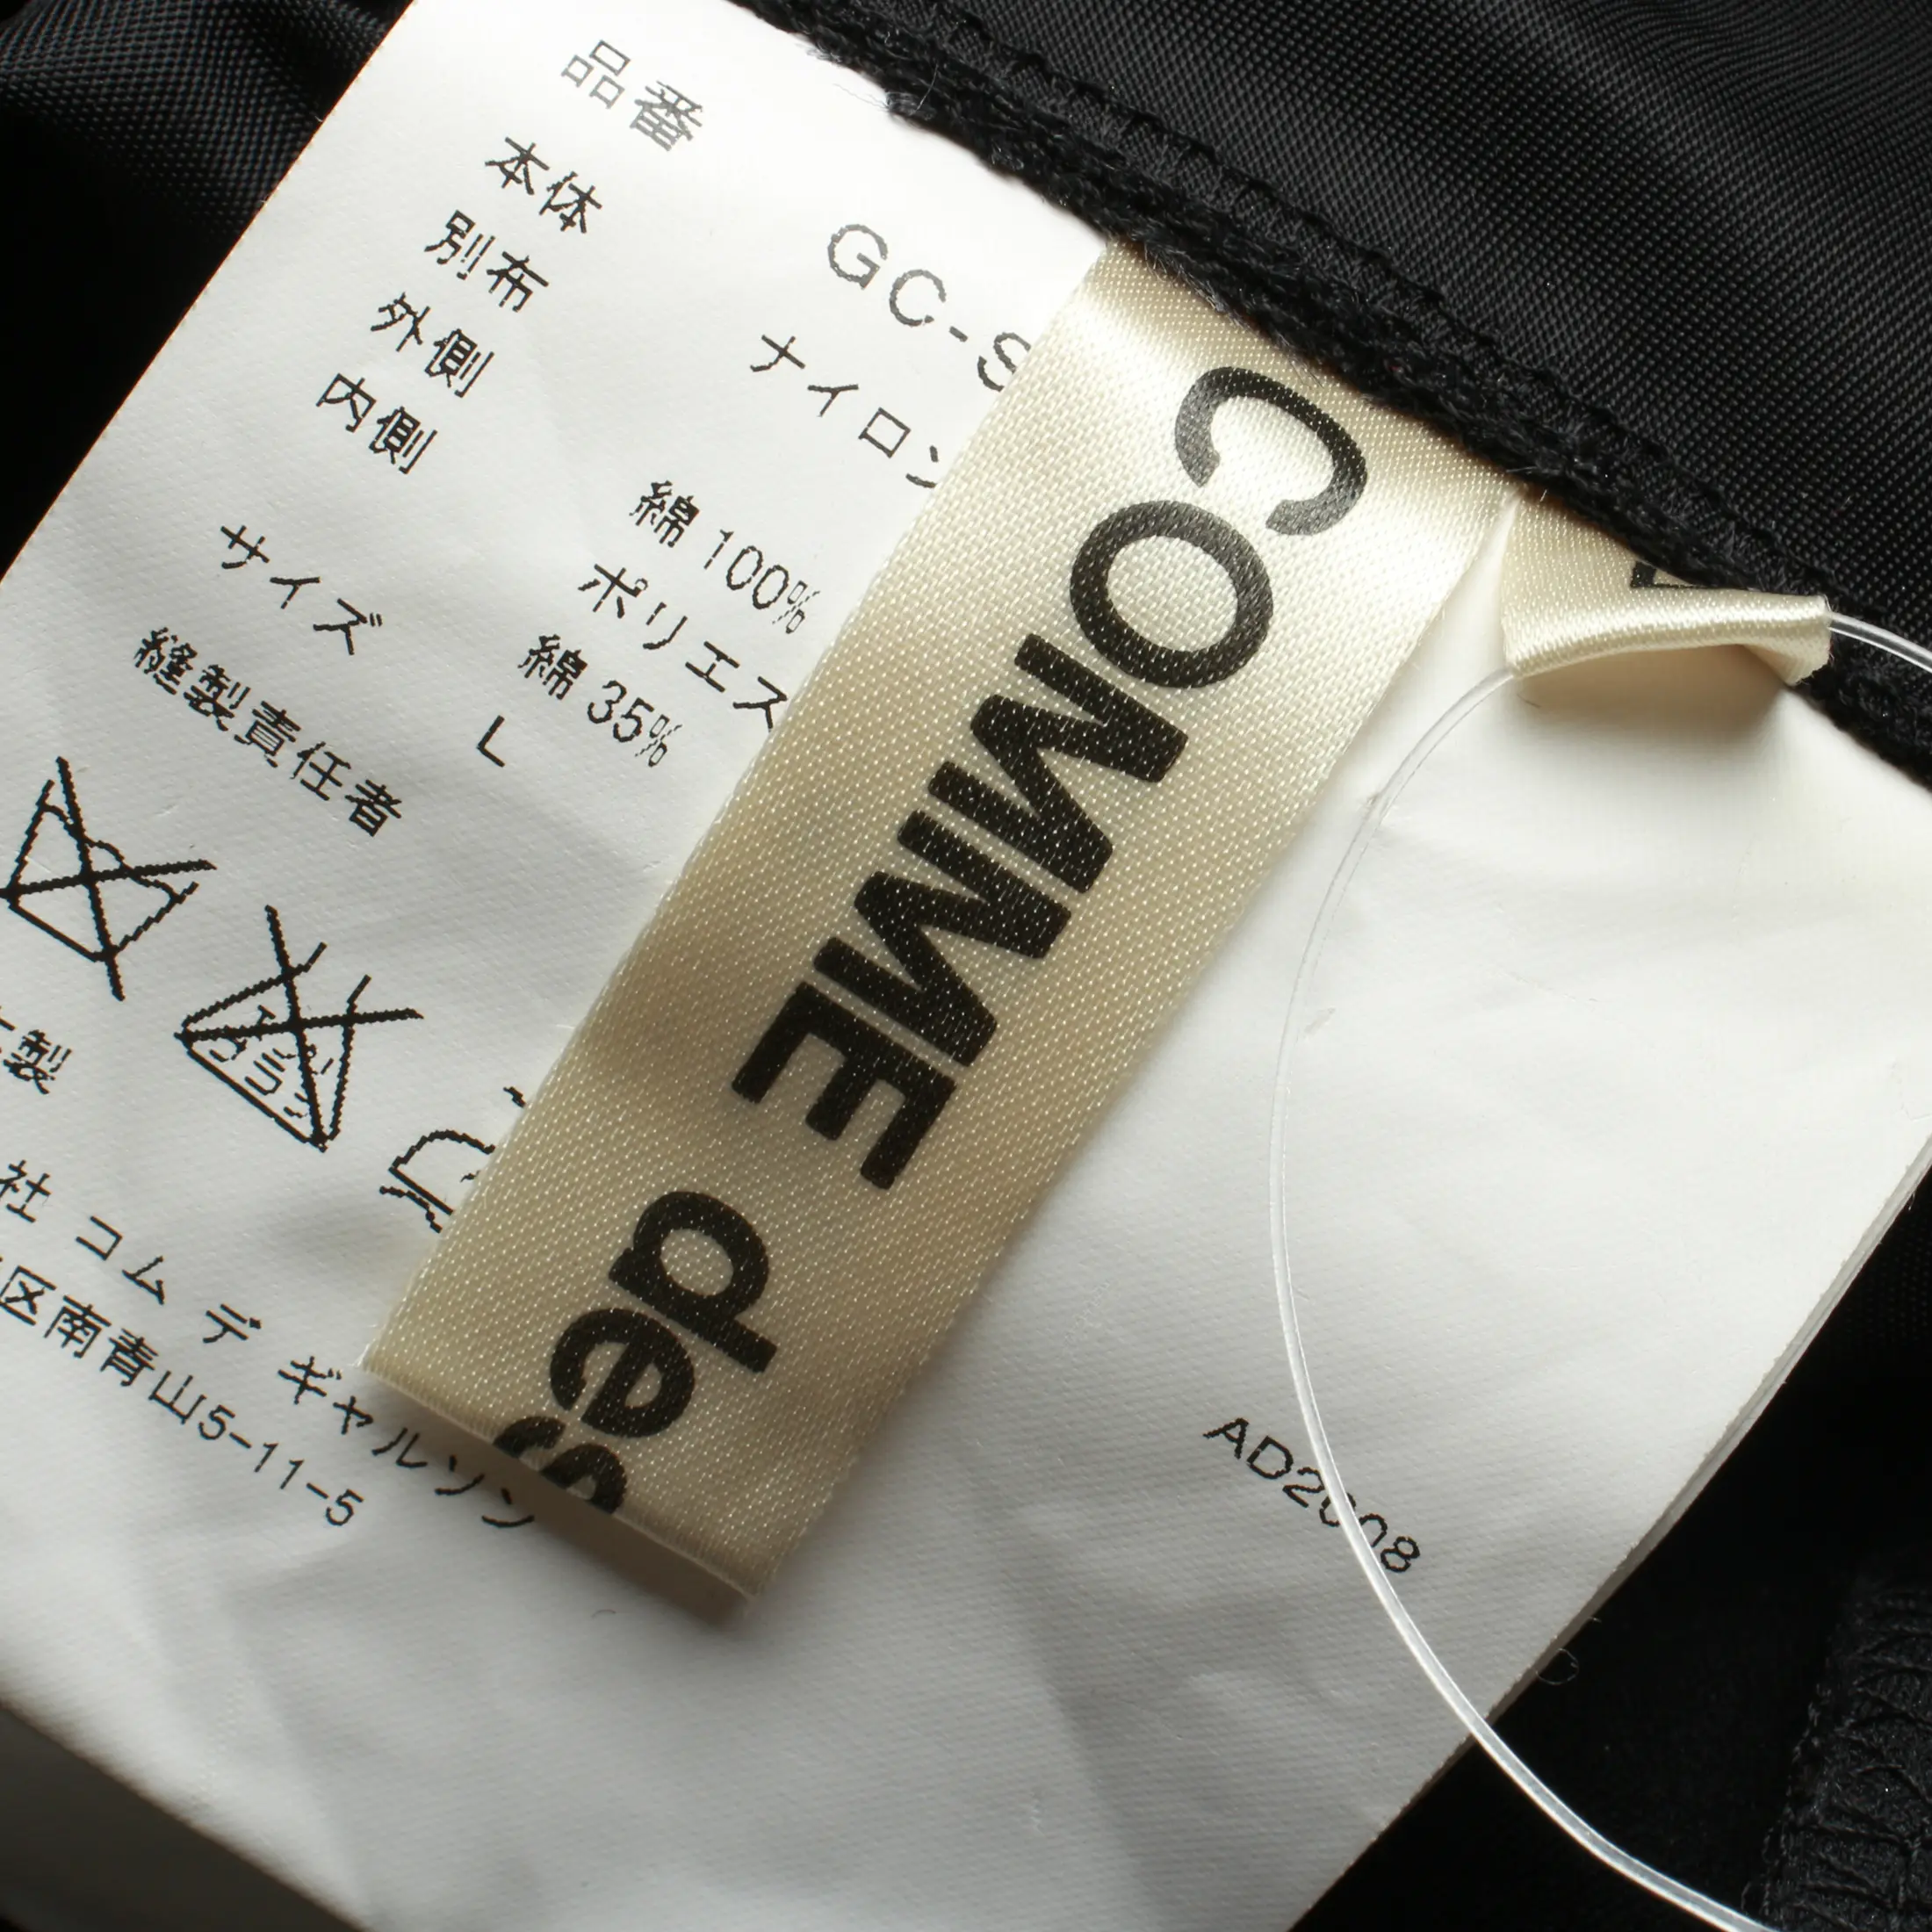 品番 GC-S
本体 ナイロン
別布 綿 100%
外側 ポリエス
内側 綿 35%
サイズ L
縫製責任者
製
社 コム デ ギャルソン
区南青山5-11-5
COMME des
AD2008